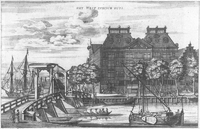 HET WEST INDISCH HUYS.